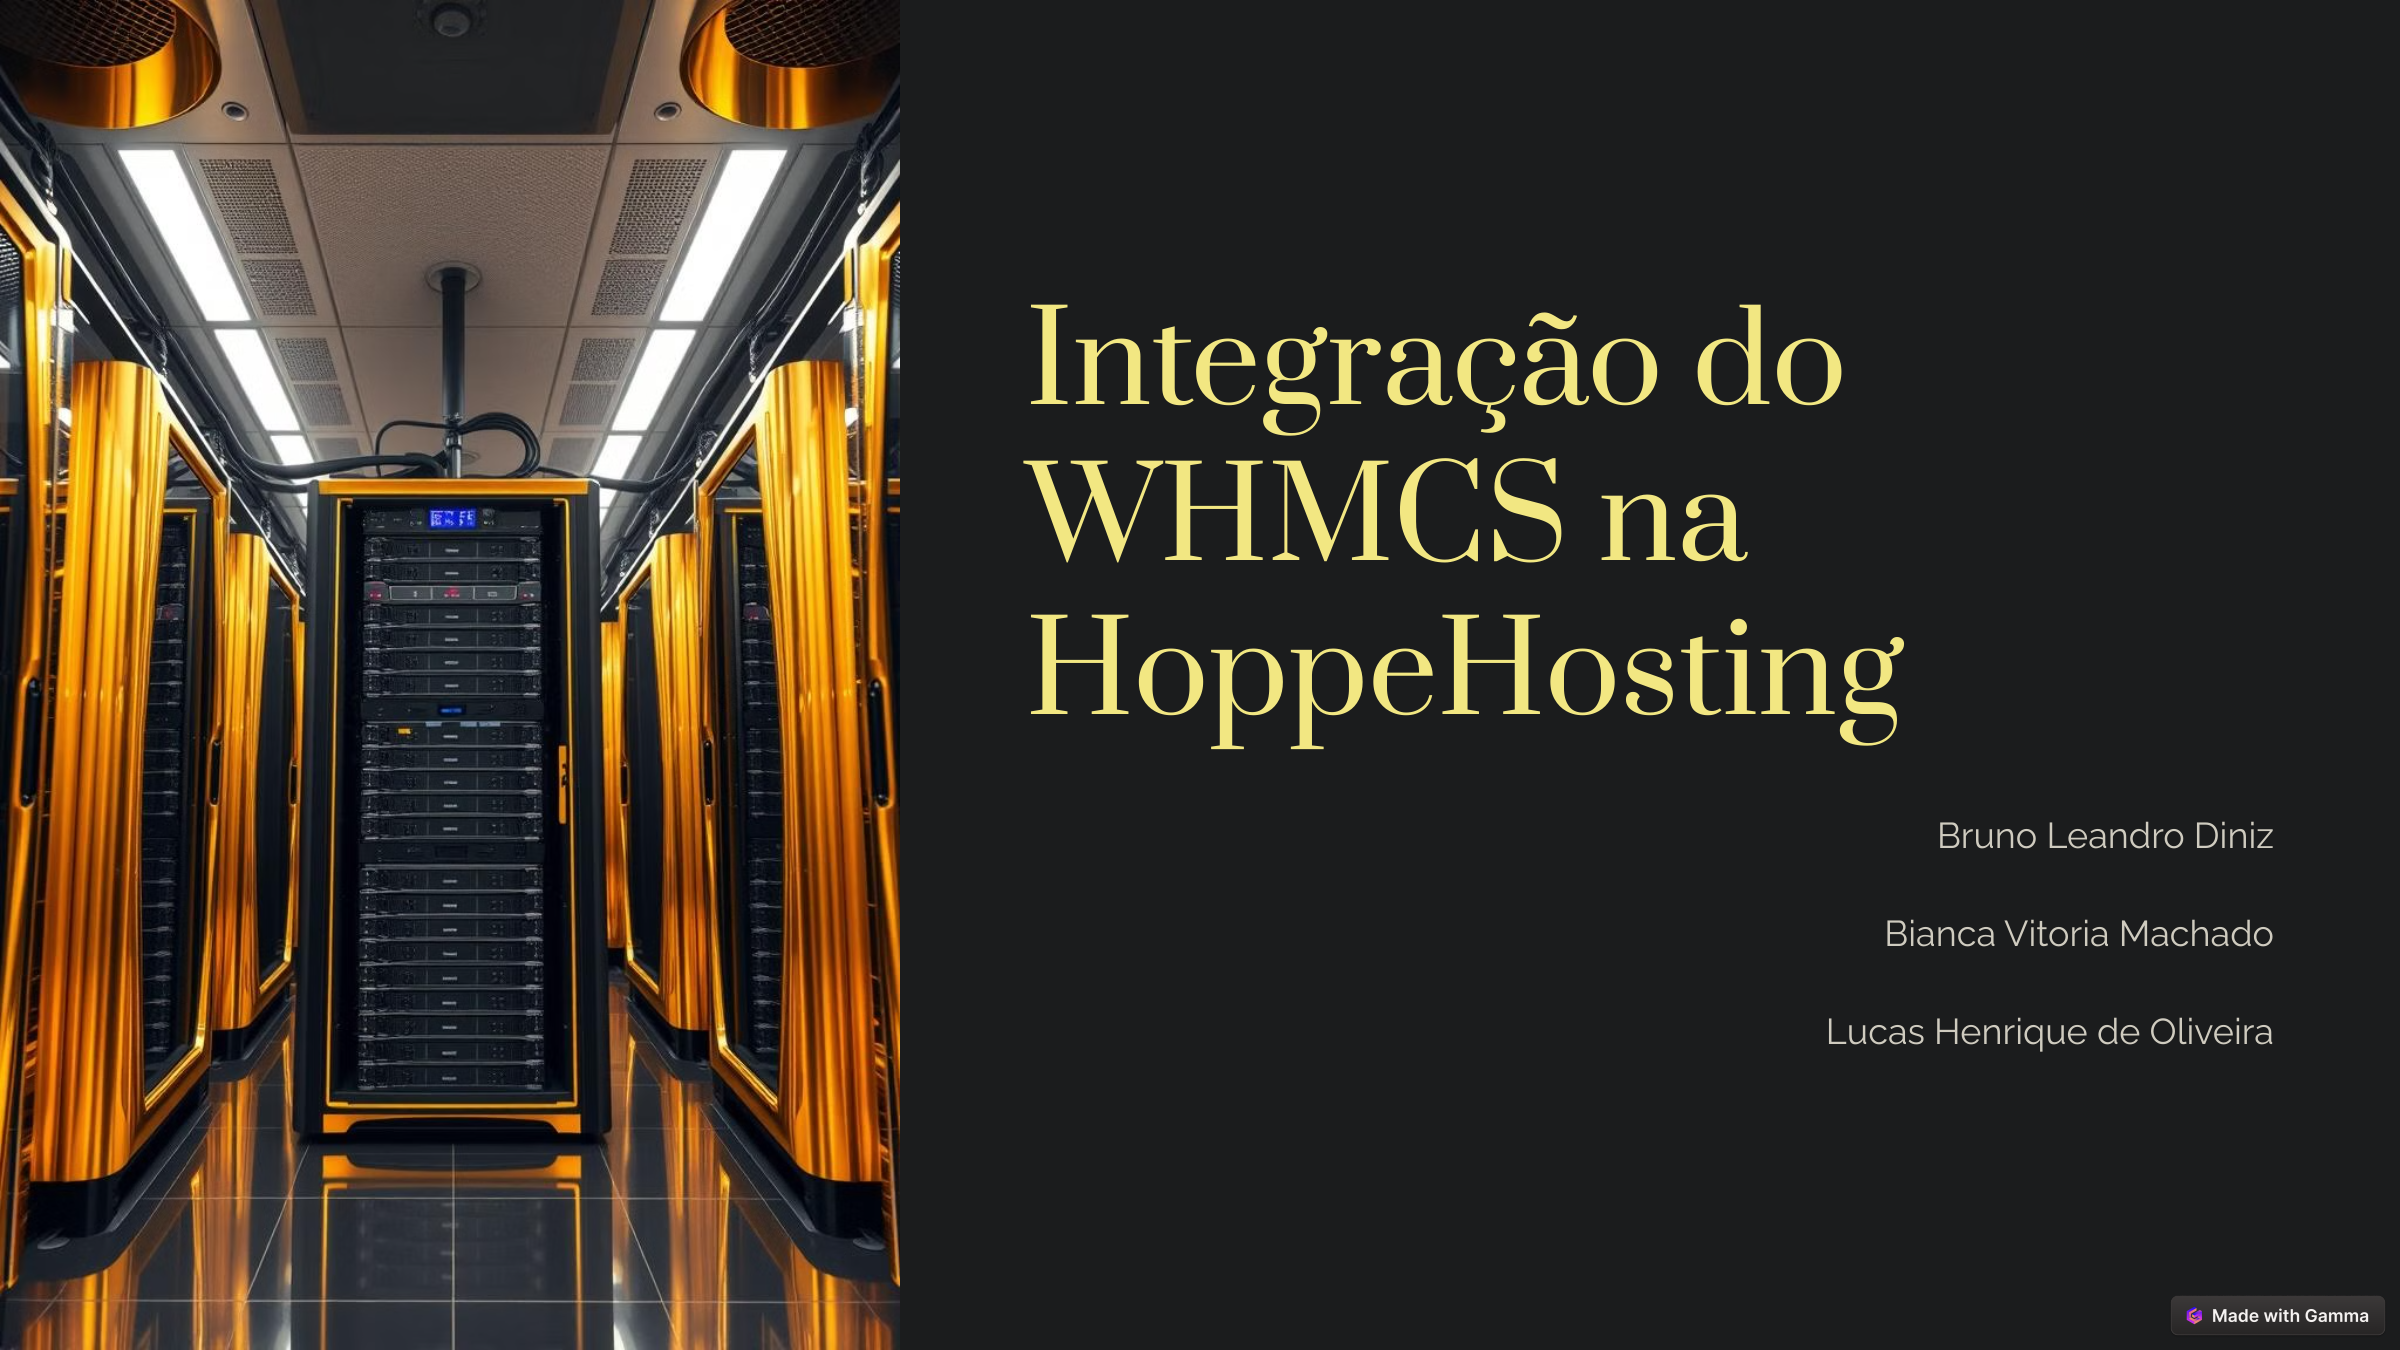 Integração do
WHMCS na
HoppeHosting
Bruno Leandro Diniz
Bianca Vitoria Machado
Lucas Henrique de Oliveira
Made with Gamma